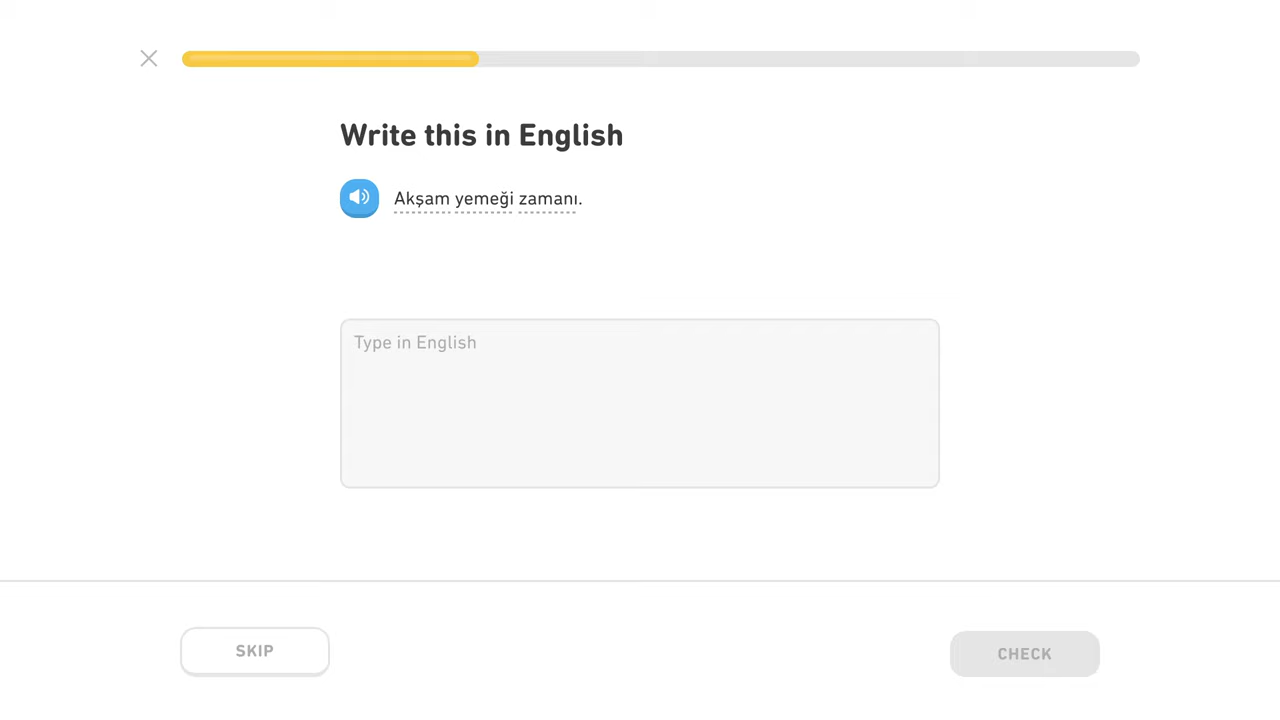 Write this in English
Akşam yemeği zamanı.
Type in English
SKIP
CHECK